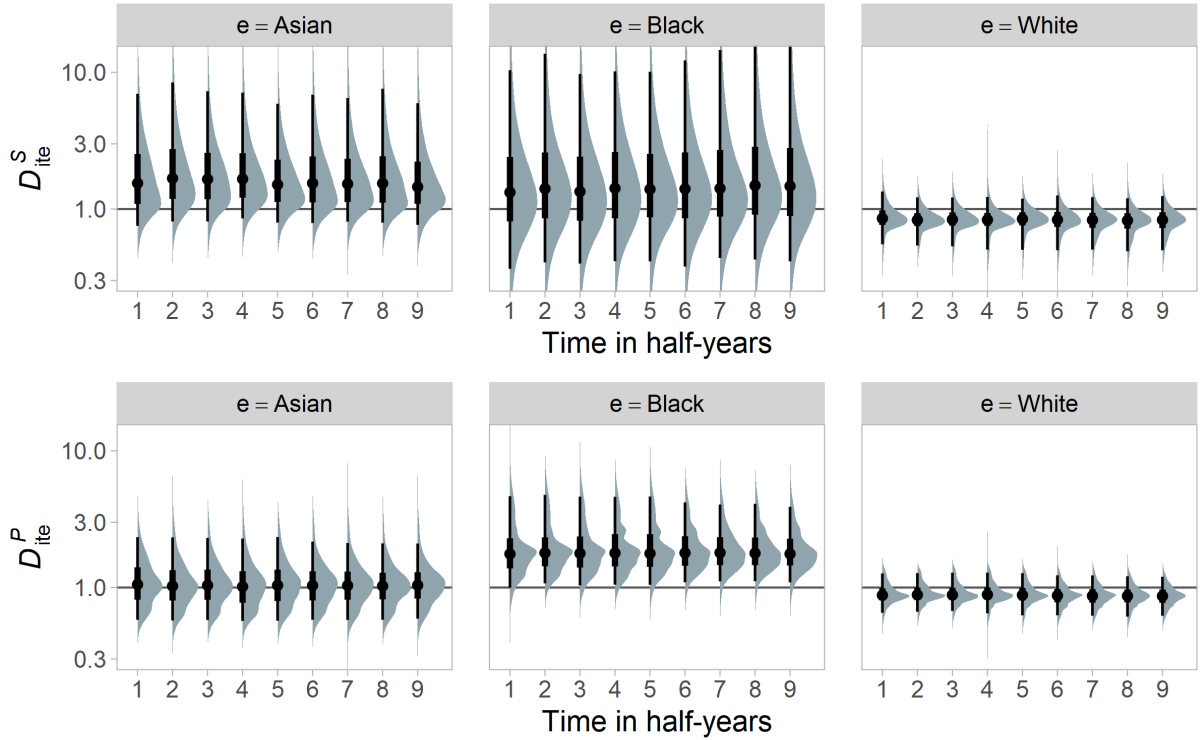 e = Asian
e = Black
e = White
D^S_ite
10.0
3.0
1.0
0.3
1 2 3 4 5 6 7 8 9
1 2 3 4 5 6 7 8 9
1 2 3 4 5 6 7 8 9
Time in half-years
e = Asian
e = Black
e = White
D^P_ite
10.0
3.0
1.0
0.3
1 2 3 4 5 6 7 8 9
1 2 3 4 5 6 7 8 9
1 2 3 4 5 6 7 8 9
Time in half-years